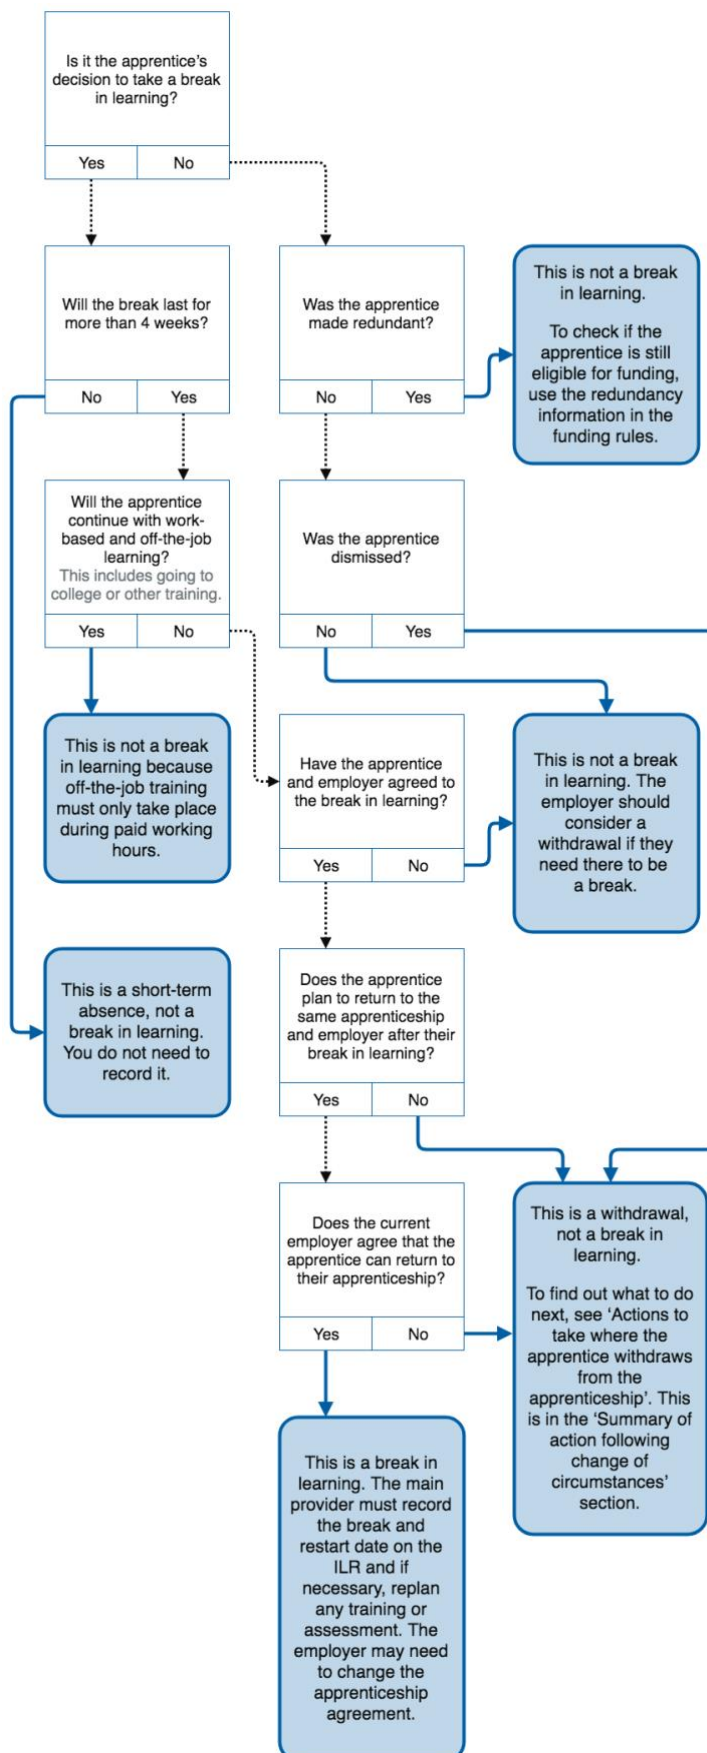 Is it the apprentice's
decision to take a break
in learning?
Yes
No
Will the break last for
more than 4 weeks?
No
Yes
Was the apprentice
made redundant?
No
Yes
This is not a break
in learning.
To check if the
apprentice is still
eligible for funding,
use the redundancy
information in the
funding rules.
Will the apprentice
continue with work-
based and off-the-job
learning?
This includes going to
college or other training.
Yes
No
Was the apprentice
dismissed?
No
Yes
This is not a break
in learning because
off-the-job training
must only take place
during paid working
hours.
Have the apprentice
and employer agreed to
the break in learning?
Yes
No
This is not a break
in learning. The
employer should
consider a
withdrawal if they
need there to be
a break.
This is a short-term
absence, not a
break in learning.
You do not need to
record it.
Does the apprentice
plan to return to the
same apprenticeship
and employer after their
break in learning?
Yes
No
Does the current
employer agree that the
apprentice can return to
their apprenticeship?
Yes
No
This is a withdrawal,
not a break in
learning.
To find out what to do
next, see ‘Actions to
take where the
apprentice withdraws
from the
apprenticeship’. This
is in the ‘Summary of
action following
change of
circumstances’
section.
This is a break in
learning. The main
provider must record
the break and
restart date on the
ILR and if
necessary, replan
any training or
assessment. The
employer may need
to change the
apprenticeship
agreement.